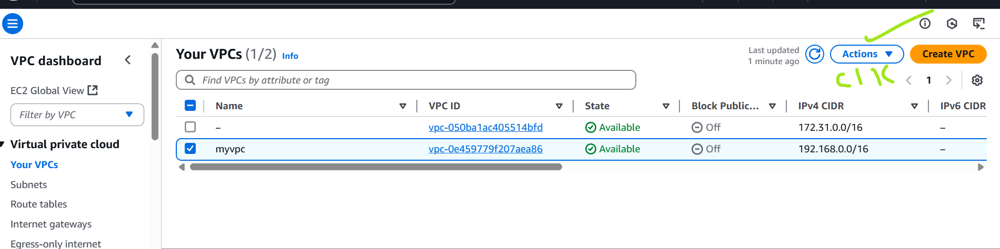 VPC dashboard
EC2 Global View
Filter by VPC
Virtual private cloud
Your VPCs
Subnets
Route tables
Internet gateways
Egress-only internet
Your VPCs (1/2) Info
Last updated
1 minute ago
Actions
Create VPC
Find VPCs by attribute or tag
clik
1
Name VPC ID State Block Public... IPv4 CIDR IPv6 CIDR
– vpc-050ba1ac405514bfd Available Off 172.31.0.0/16 –
myvpc vpc-0e459779f207aea86 Available Off 192.168.0.0/16 –